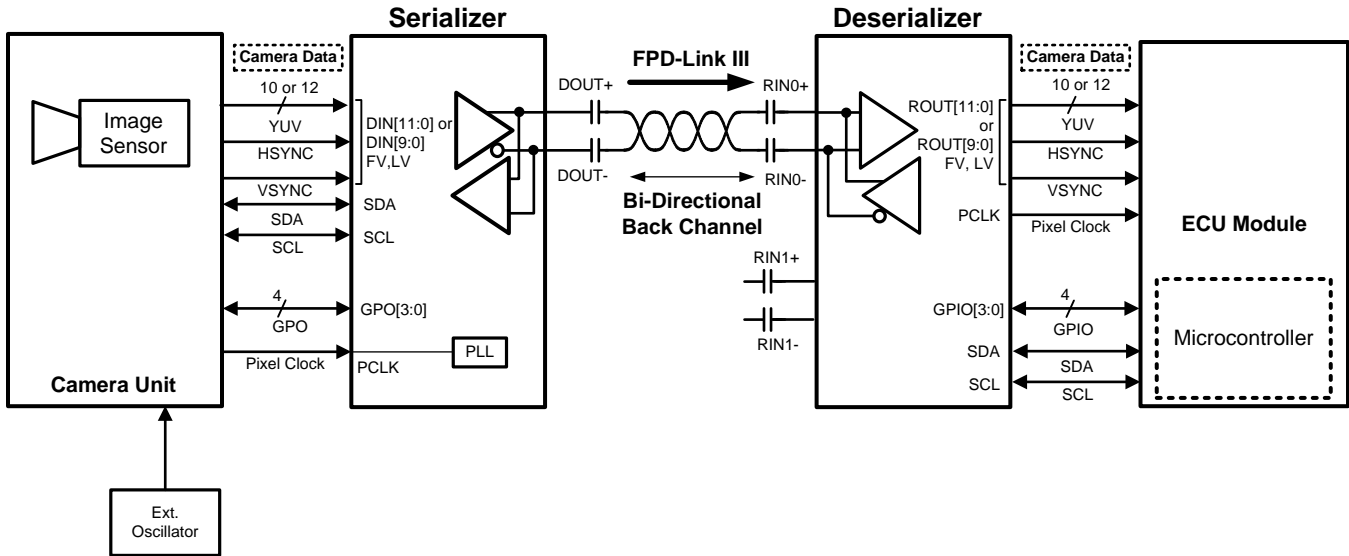 Serializer
Deserializer
Camera Data
FPD-Link III
Camera Data
10 or 12
YUV
HSYNC
VSYNC
SDA
SCL
4
GPO
Pixel Clock
Image
Sensor
Camera Unit
Ext.
Oscillator
DIN[11:0] or
DIN[9:0]
FV,LV
SDA
SCL
GPO[3:0]
PCLK
PLL
DOUT+
DOUT-
RIN0+
RIN0-
Bi-Directional
Back Channel
RIN1+
RIN1-
ROUT[11:0]
or
ROUT[9:0]
FV, LV
PCLK
GPIO[3:0]
SDA
SCL
10 or 12
YUV
HSYNC
VSYNC
Pixel Clock
4
GPIO
SDA
SCL
ECU Module
Microcontroller